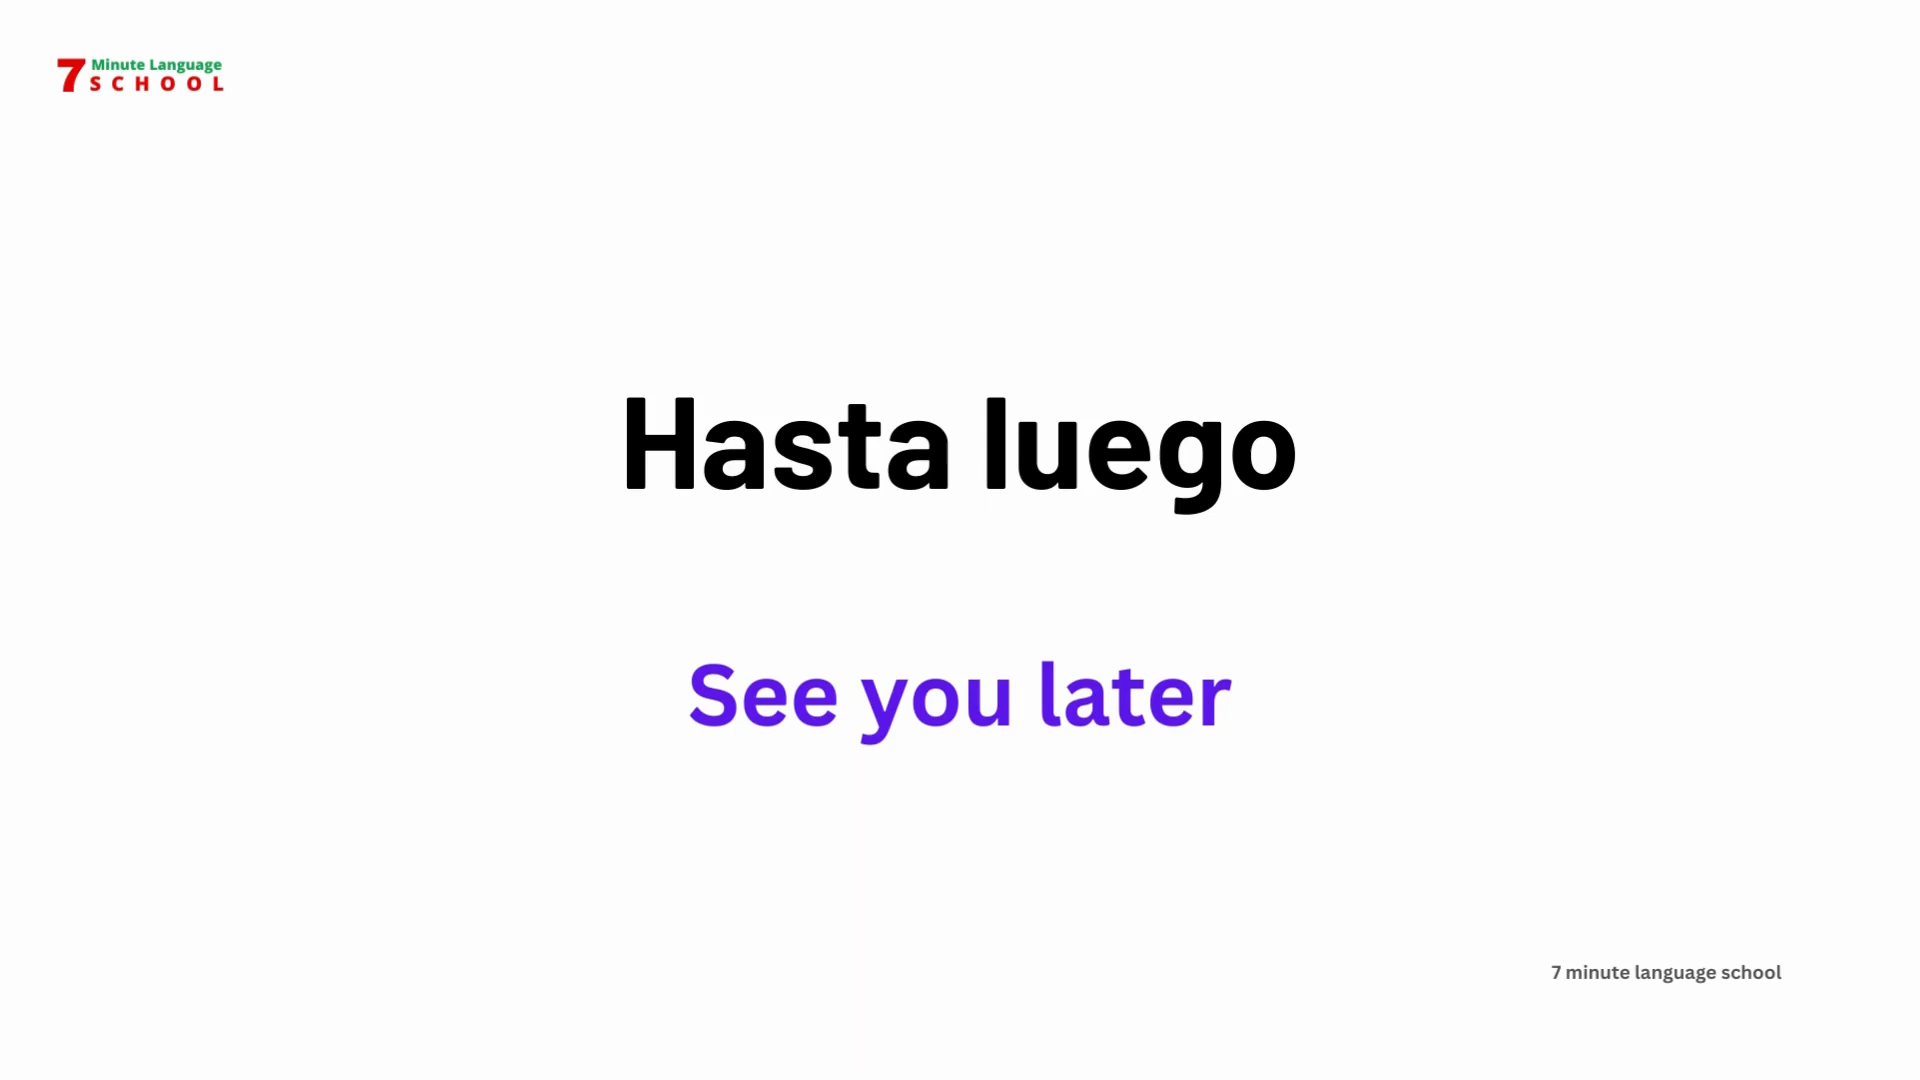 7 Minute Language
SCHOOL
Hasta luego
See you later
7 minute language school